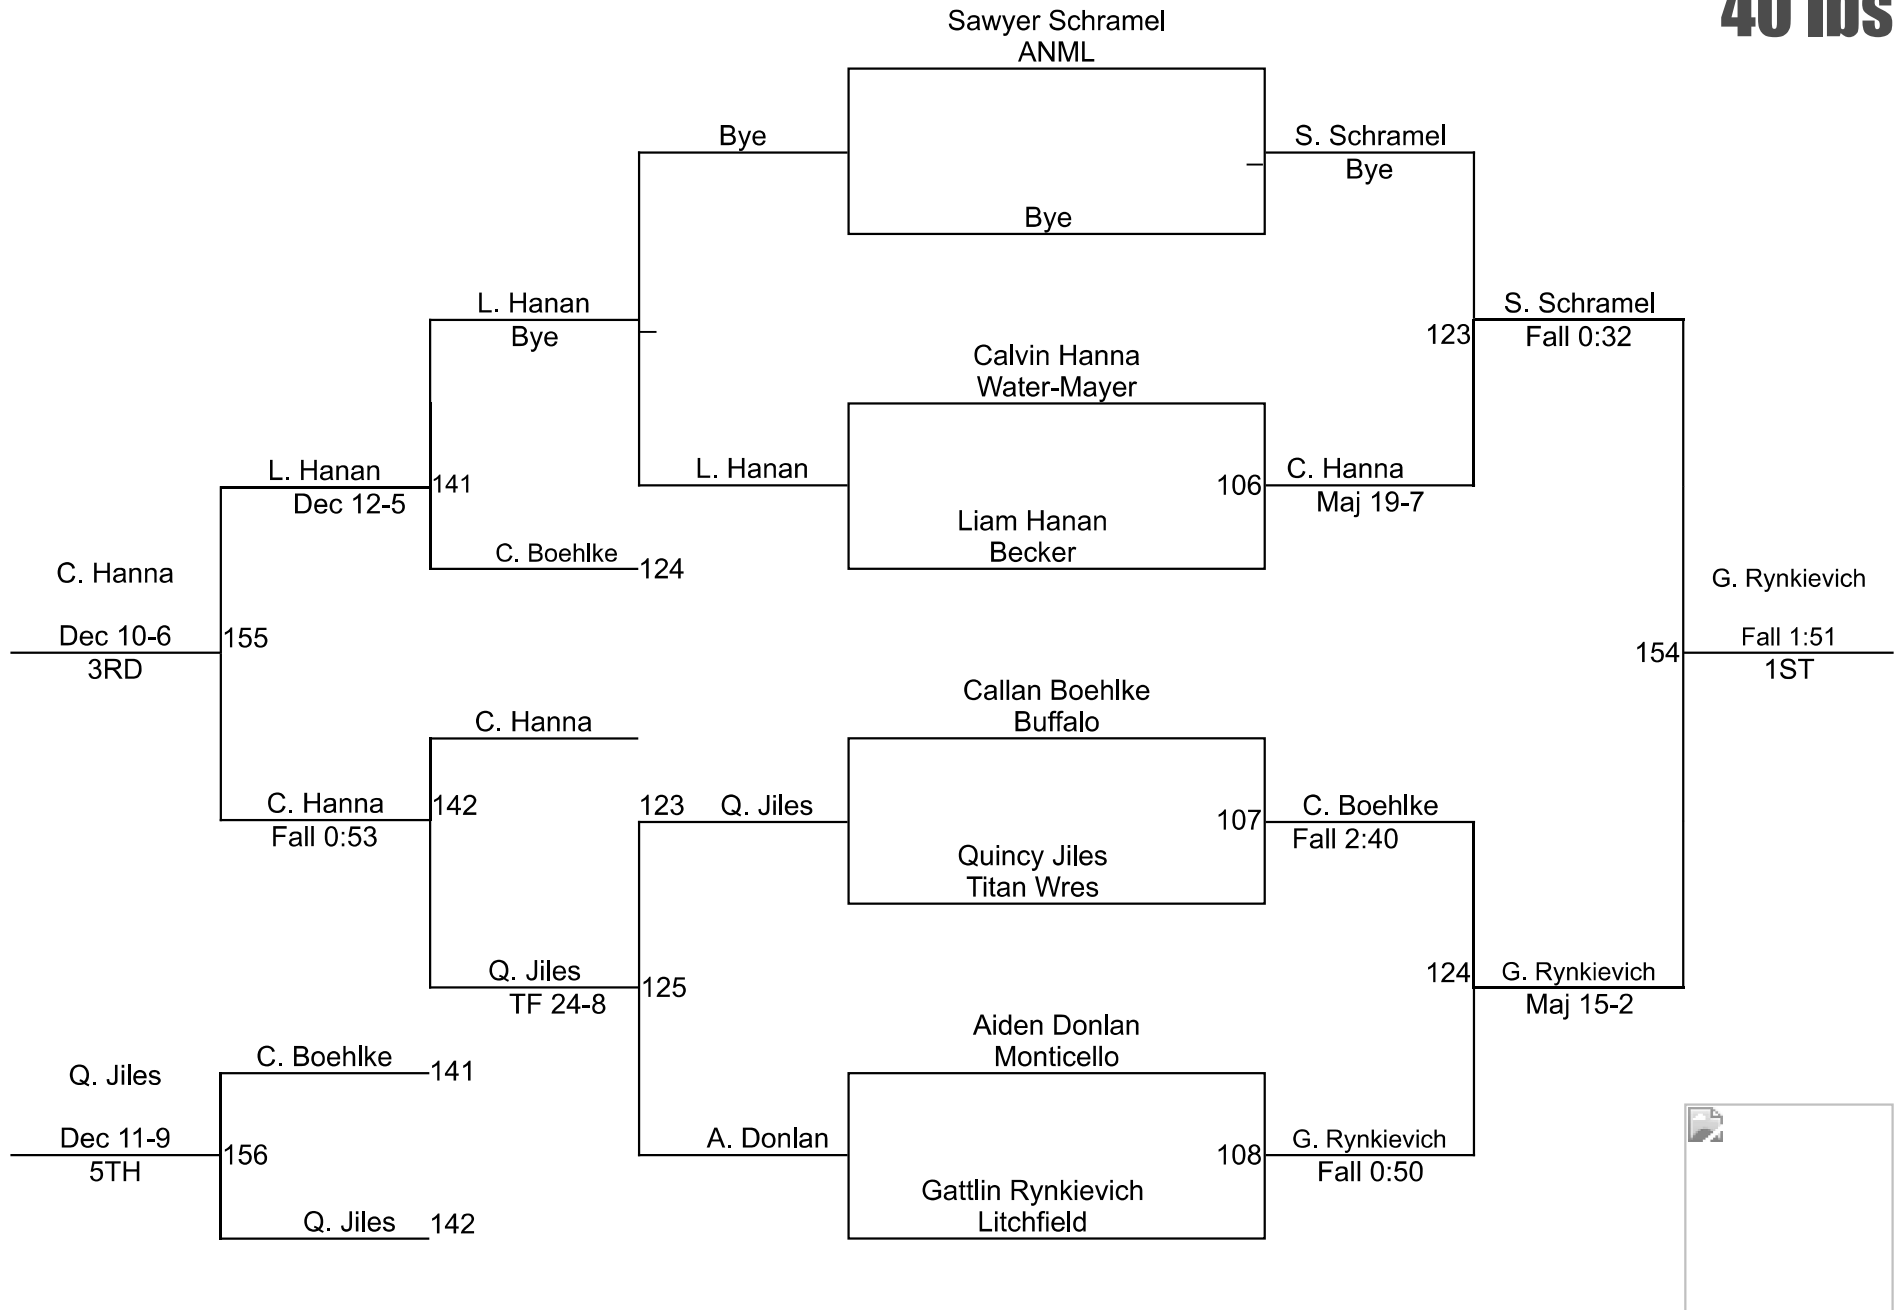 40 lbs
Sawyer Schramel
ANML
Bye
S. Schramel
Bye
Bye
L. Hanan
Bye
S. Schramel
Fall 0:32
123
Calvin Hanna
Water-Mayer
L. Hanan
Dec 12-5
141
L. Hanan
106
C. Hanna
Maj 19-7
Liam Hanan
Becker
C. Boehlke
124
C. Hanna
Dec 10-6
3RD
155
G. Rynkievich
Fall 1:51
1ST
154
Callan Boehlke
Buffalo
C. Hanna
C. Hanna
Fall 0:53
142
123
Q. Jiles
107
C. Boehlke
Fall 2:40
Quincy Jiles
Titan Wres
Q. Jiles
TF 24-8
125
124
G. Rynkievich
Maj 15-2
Aiden Donlan
Monticello
Q. Jiles
Dec 11-9
5TH
C. Boehlke
141
156
A. Donlan
108
G. Rynkievich
Fall 0:50
Gattlin Rynkievich
Litchfield
Q. Jiles
142